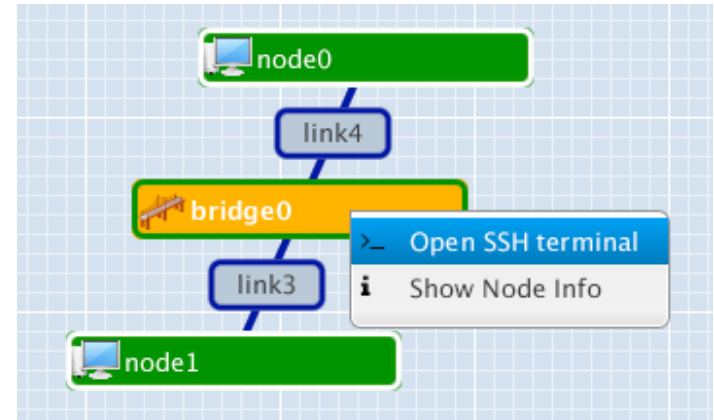 node0
link4
bridge0
>_ Open SSH terminal
link3
i Show Node Info
node1